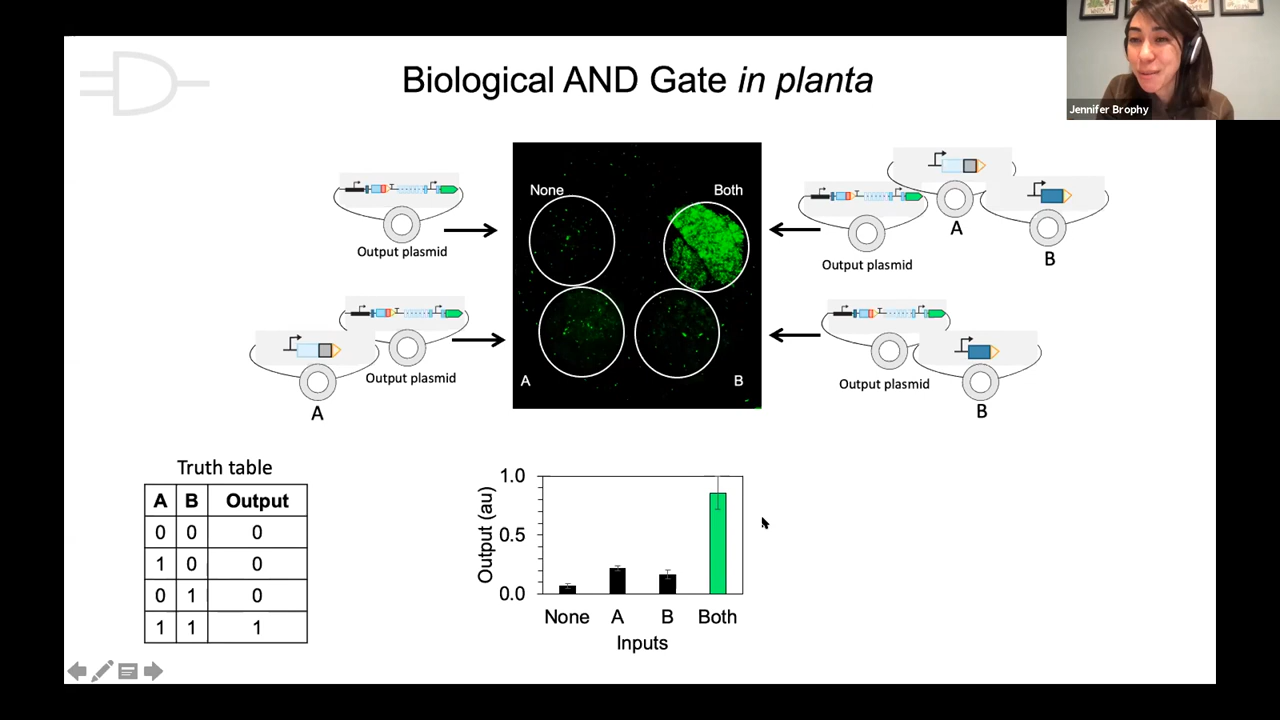 Biological AND Gate in planta
Jennifer Brophy
None
Both
A
B
Output plasmid
Output plasmid
A
B
Output plasmid
A
Output plasmid
B
Truth table
A B Output
0 0 0
1 0 0
0 1 0
1 1 1
Output (au)
1.0
0.5
0.0
None A B Both
Inputs